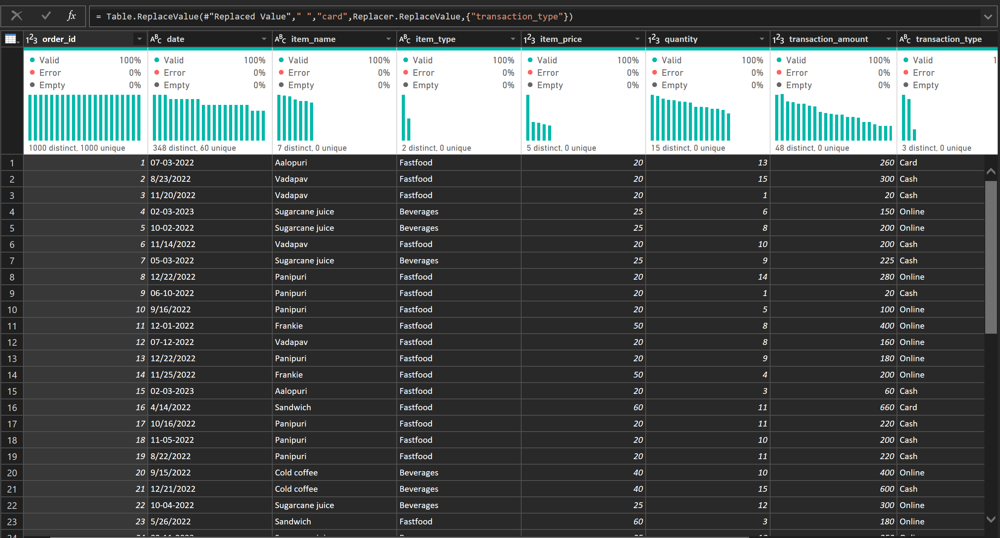 fx = Table.ReplaceValue(#"Replaced Value"," ","card",Replacer.ReplaceValue,{"transaction_type"})
123 order_id ABC date ABC item_name ABC item_type 123 item_price 123 quantity 123 transaction_amount ABC transaction_type
Valid 100% Valid 100% Valid 100% Valid 100% Valid 100% Valid 100% Valid 100% Valid 1
Error 0% Error 0% Error 0% Error 0% Error 0% Error 0% Error 0% Error
Empty 0% Empty 0% Empty 0% Empty 0% Empty 0% Empty 0% Empty 0% Empty
1000 distinct, 1000 unique 348 distinct, 60 unique 7 distinct, 0 unique 2 distinct, 0 unique 5 distinct, 0 unique 15 distinct, 0 unique 48 distinct, 0 unique 3 distinct, 0 unique
1 1 07-03-2022 Aalopuri Fastfood 20 13 260 Card
2 2 8/23/2022 Vadapav Fastfood 20 15 300 Cash
3 3 11/20/2022 Vadapav Fastfood 20 1 20 Cash
4 4 02-03-2023 Sugarcane juice Beverages 25 6 150 Online
5 5 10-02-2022 Sugarcane juice Beverages 25 8 200 Online
6 6 11/14/2022 Vadapav Fastfood 20 10 200 Cash
7 7 05-03-2022 Sugarcane juice Beverages 25 9 225 Cash
8 8 12/22/2022 Panipuri Fastfood 20 14 280 Online
9 9 06-10-2022 Panipuri Fastfood 20 1 20 Cash
10 10 9/16/2022 Panipuri Fastfood 20 5 100 Online
11 11 12-01-2022 Frankie Fastfood 50 8 400 Online
12 12 07-12-2022 Vadapav Fastfood 20 8 160 Online
13 13 12/22/2022 Panipuri Fastfood 20 9 180 Online
14 14 11/25/2022 Frankie Fastfood 50 4 200 Online
15 15 02-03-2023 Aalopuri Fastfood 20 3 60 Cash
16 16 4/14/2022 Sandwich Fastfood 60 11 660 Card
17 17 10/16/2022 Panipuri Fastfood 20 11 220 Cash
18 18 11-05-2022 Panipuri Fastfood 20 10 200 Cash
19 19 8/22/2022 Panipuri Fastfood 20 11 220 Cash
20 20 9/15/2022 Cold coffee Beverages 40 10 400 Online
21 21 12/21/2022 Cold coffee Beverages 40 15 600 Cash
22 22 10-04-2022 Sugarcane juice Beverages 25 12 300 Online
23 23 5/26/2022 Sandwich Fastfood 60 3 180 Online